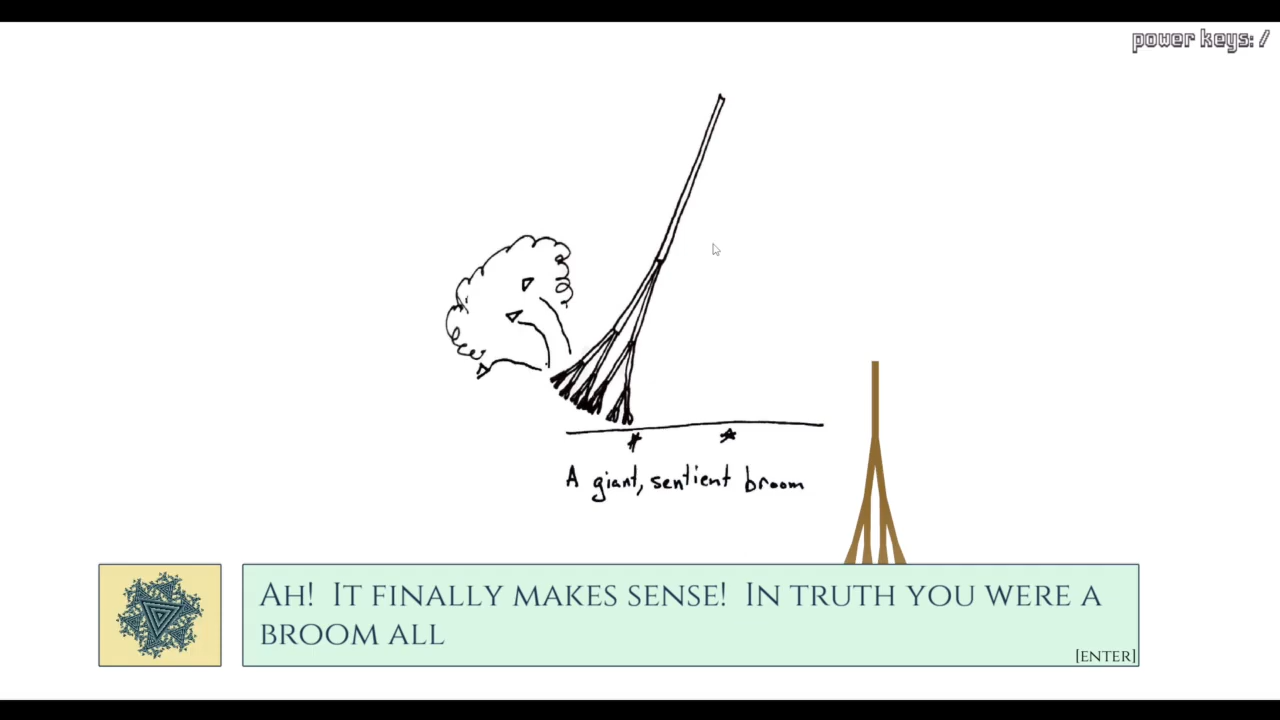 power keys: /
A giant, sentient broom
Ah! It finally makes sense! In truth you were a
broom all
[Enter]